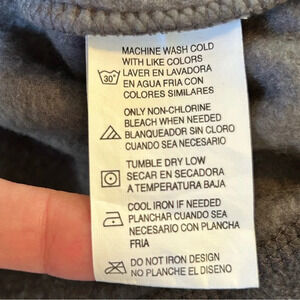 MACHINE WASH COLD
WITH LIKE COLORS
30° LAVER EN LAVADORA
EN AGUA FRIA CON
COLORES SIMILARES
ONLY NON-CHLORINE
BLEACH WHEN NEEDED
BLANQUEADOR SIN CLORO
CUANDO SEA NECESARIO
TUMBLE DRY LOW
SECAR EN SECADORA
A TEMPERATURA BAJA
COOL IRON IF NEEDED
PLANCHAR CUANDO SEA
NECESARIO CON PLANCHA
FRIA
DO NOT IRON DESIGN
NO PLANCHE EL DISENO